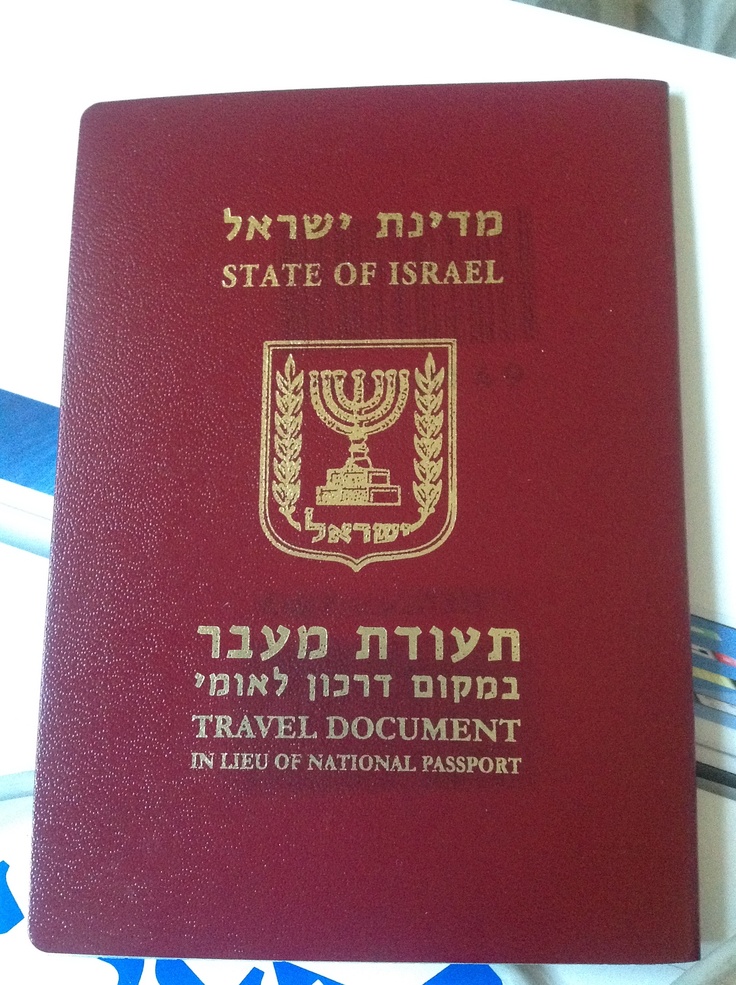 מדינת ישראל
STATE OF ISRAEL
ישראל
תעודת מעבר
במקום דרכון לאומי
TRAVEL DOCUMENT
IN LIEU OF NATIONAL PASSPORT